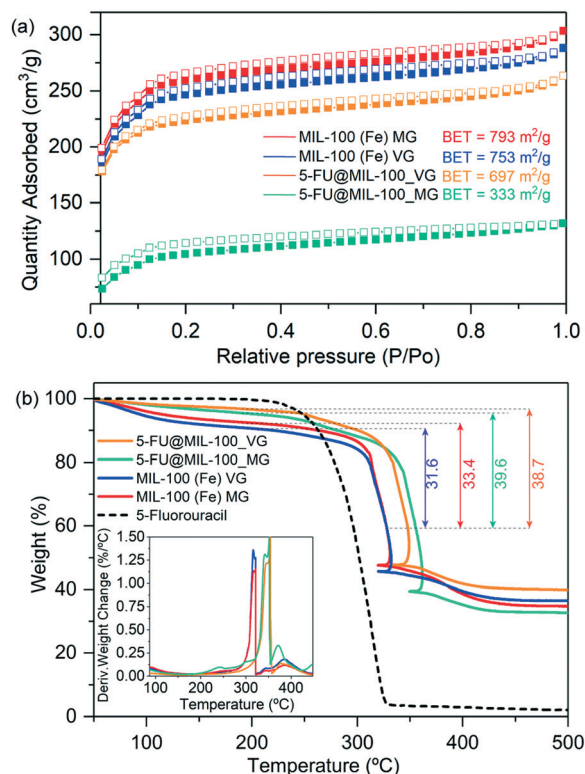 (a)
300
250
200
150
100
0.0 0.2 0.4 0.6 0.8 1.0
Quantity Adsorbed (cm³/g)
Relative pressure (P/Po)
MIL-100 (Fe) MG BET = 793 m²/g
MIL-100 (Fe) VG BET = 753 m²/g
5-FU@MIL-100_VG BET = 697 m²/g
5-FU@MIL-100_MG BET = 333 m²/g
(b)
100
80
60
40
20
0
100 200 300 400 500
Weight (%)
Temperature (ºC)
5-FU@MIL-100_VG
5-FU@MIL-100_MG
MIL-100 (Fe) VG
MIL-100 (Fe) MG
5-Fluorouracil
31.6
33.4
39.6
38.7
1.50
1.25
1.00
0.75
0.50
0.25
0.00
100 200 300 400
Deriv.Weight Change (%/ºC)
Temperature (ºC)